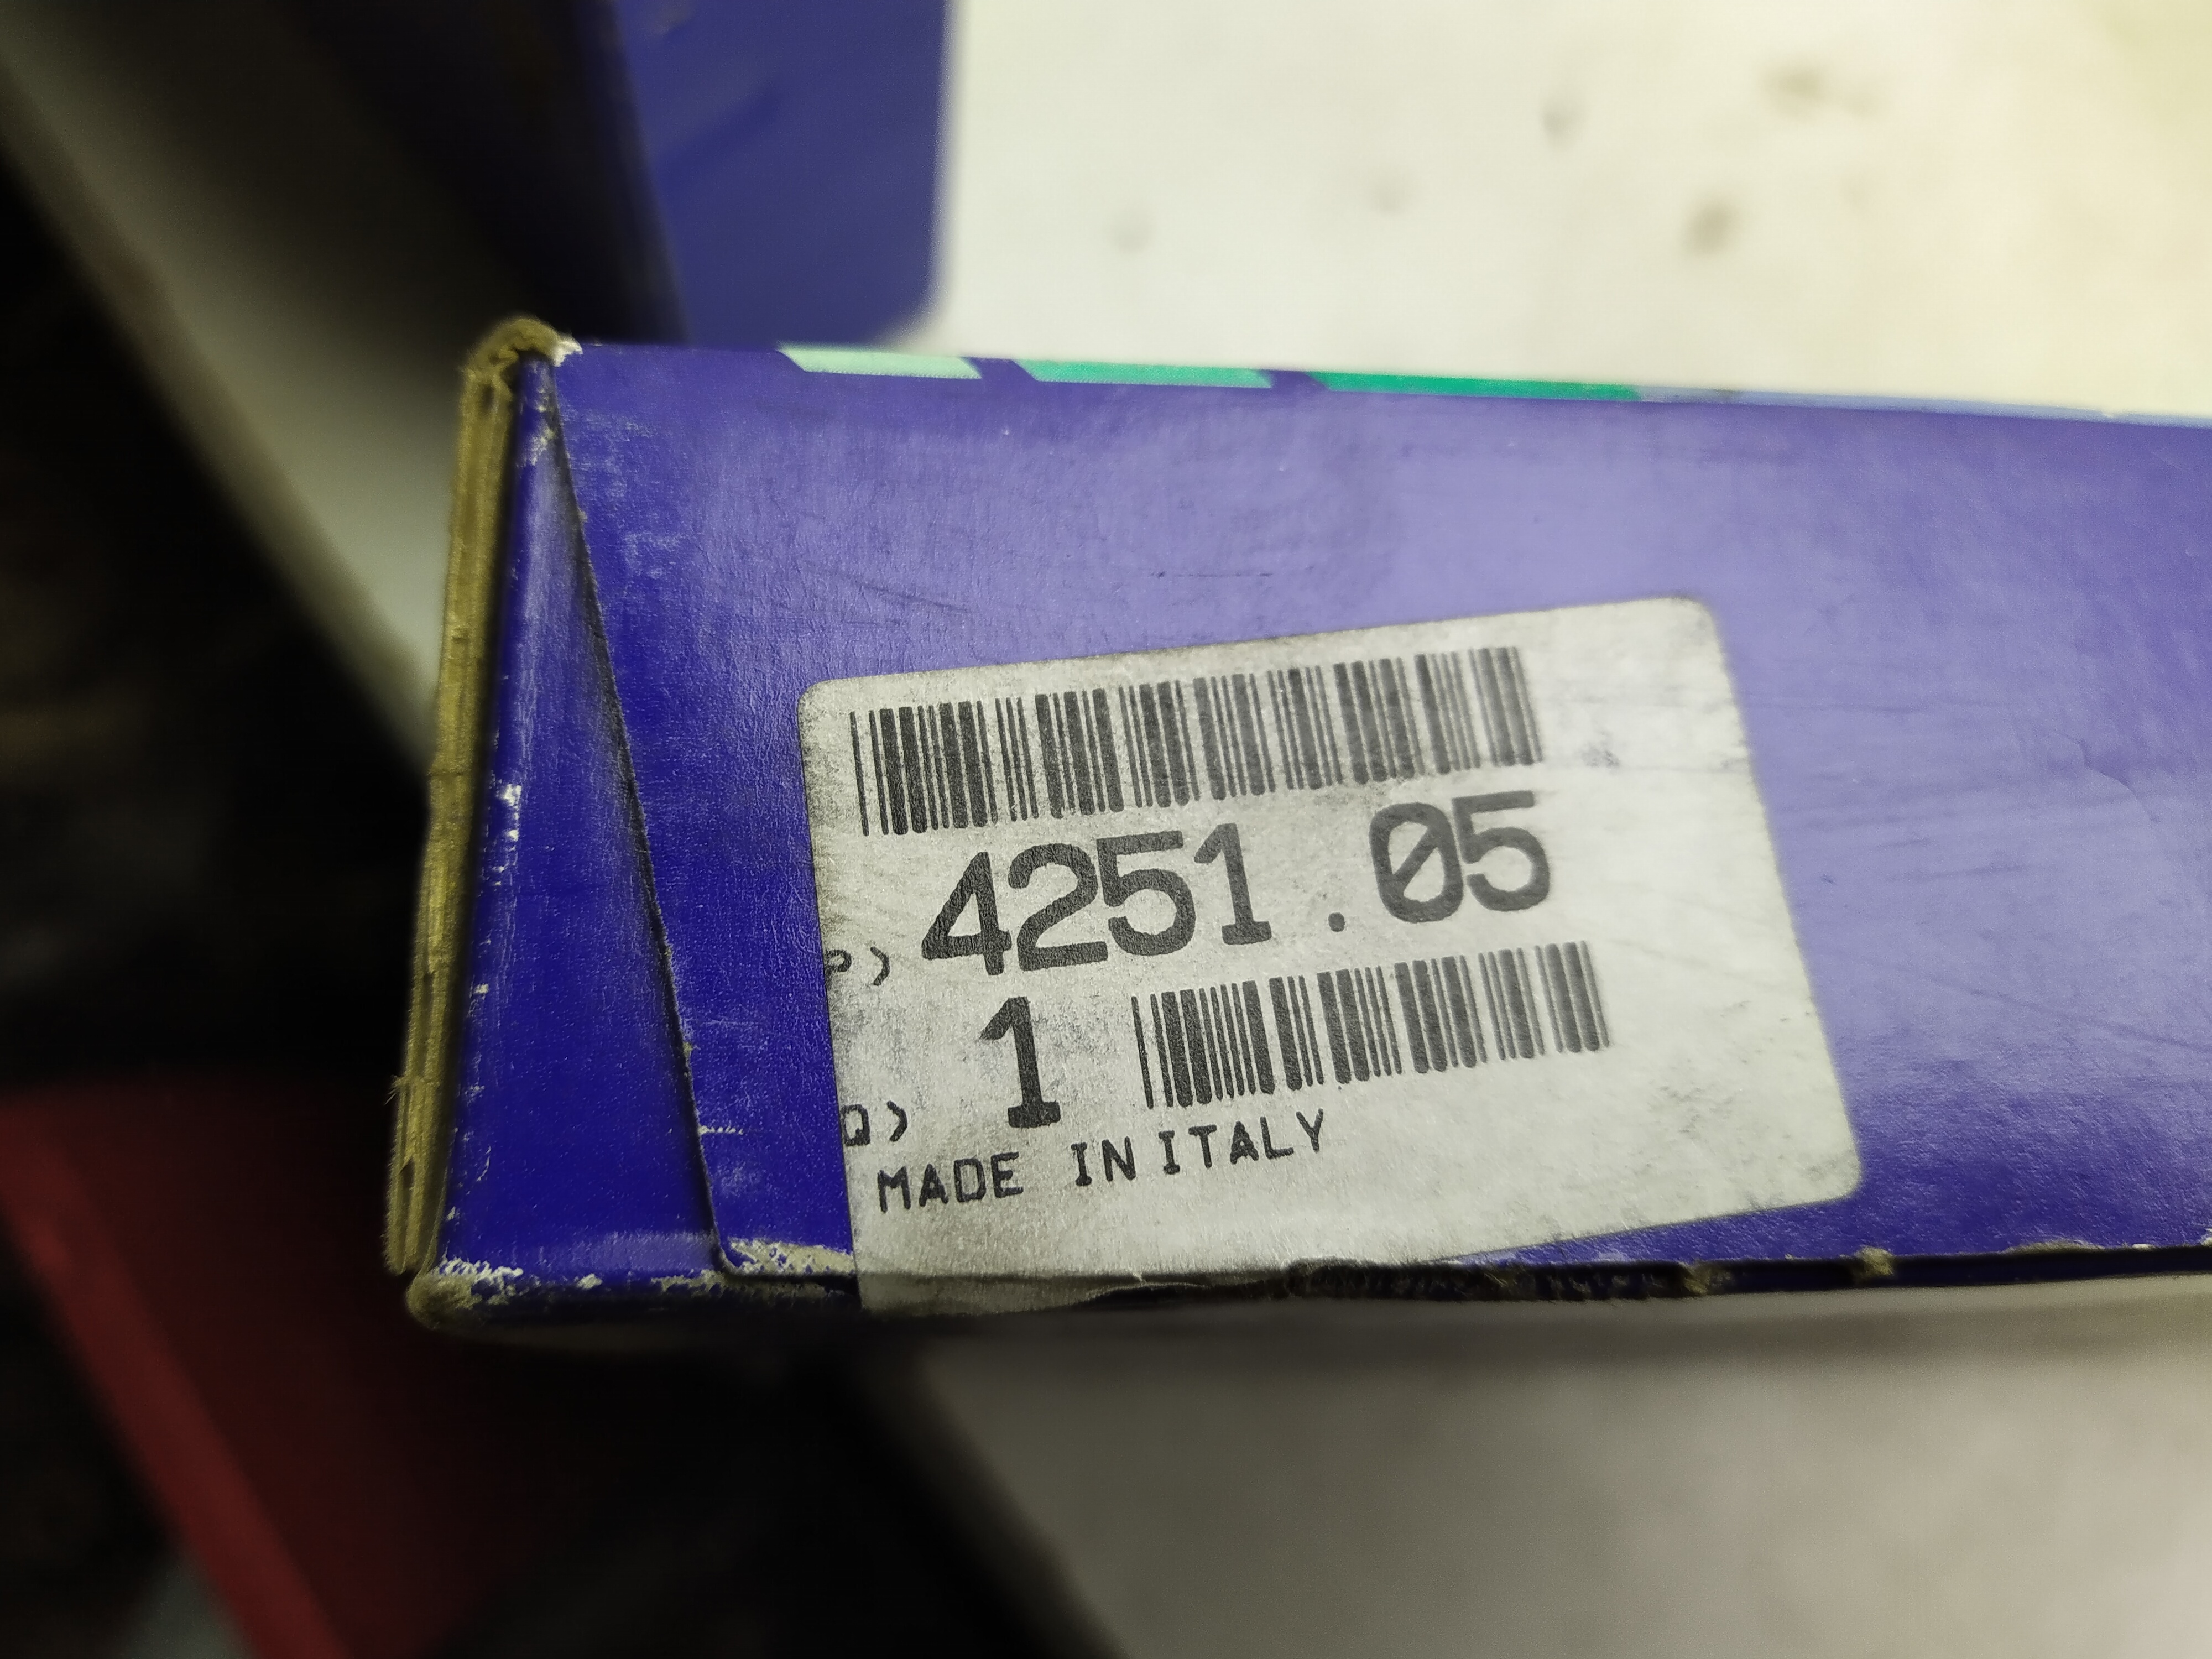 P) 4251.05
Q) 1
MADE IN ITALY